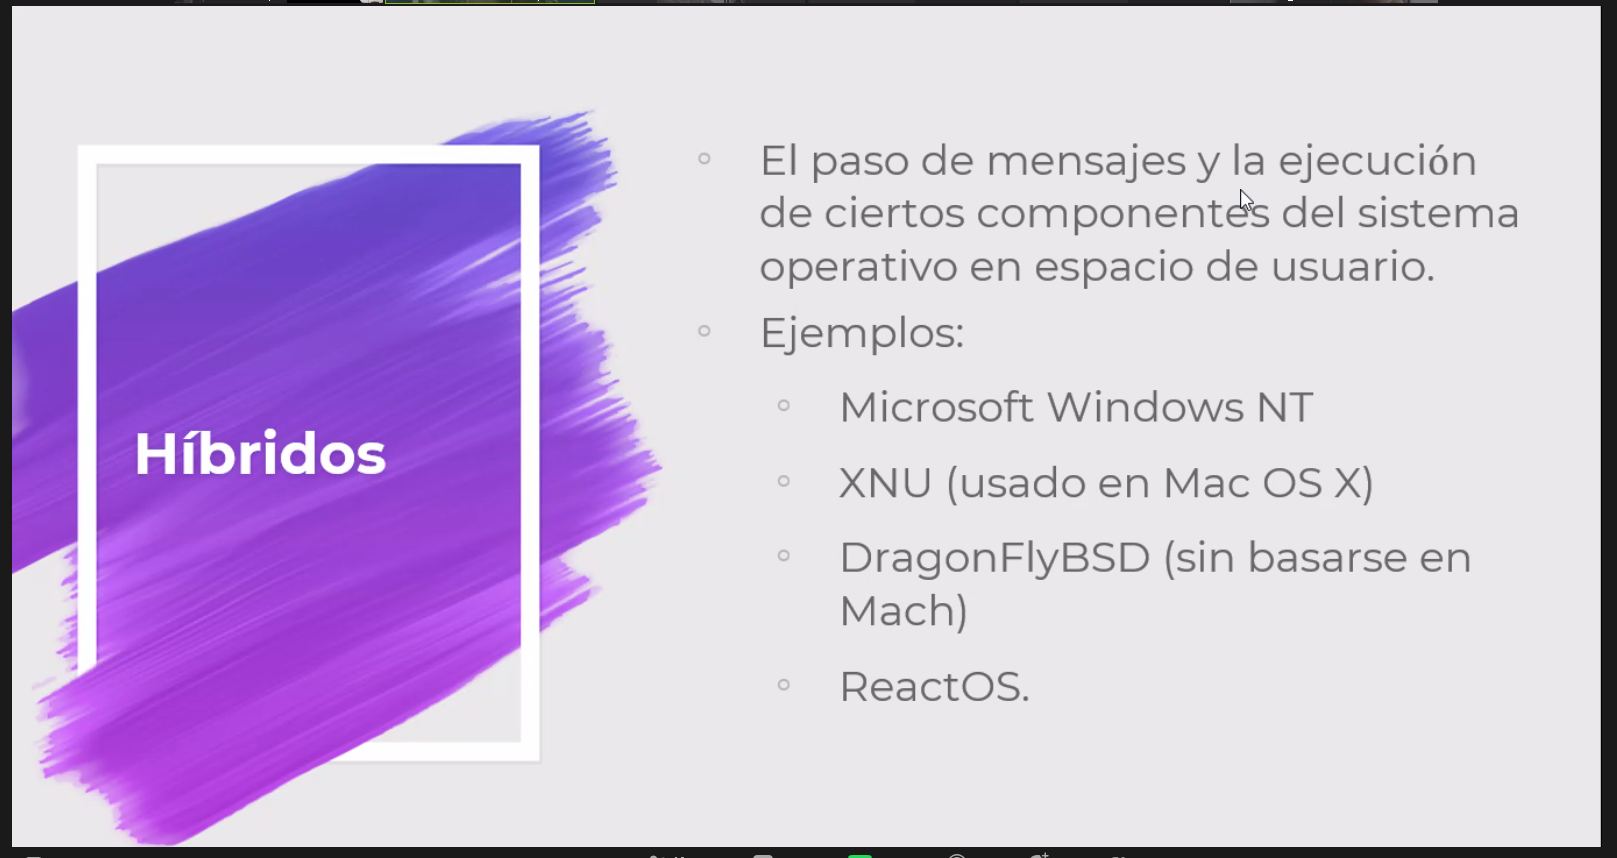 Híbridos
El paso de mensajes y la ejecución
de ciertos componentes del sistema
operativo en espacio de usuario.
Ejemplos:
Microsoft Windows NT
XNU (usado en Mac OS X)
DragonFlyBSD (sin basarse en
Mach)
ReactOS.